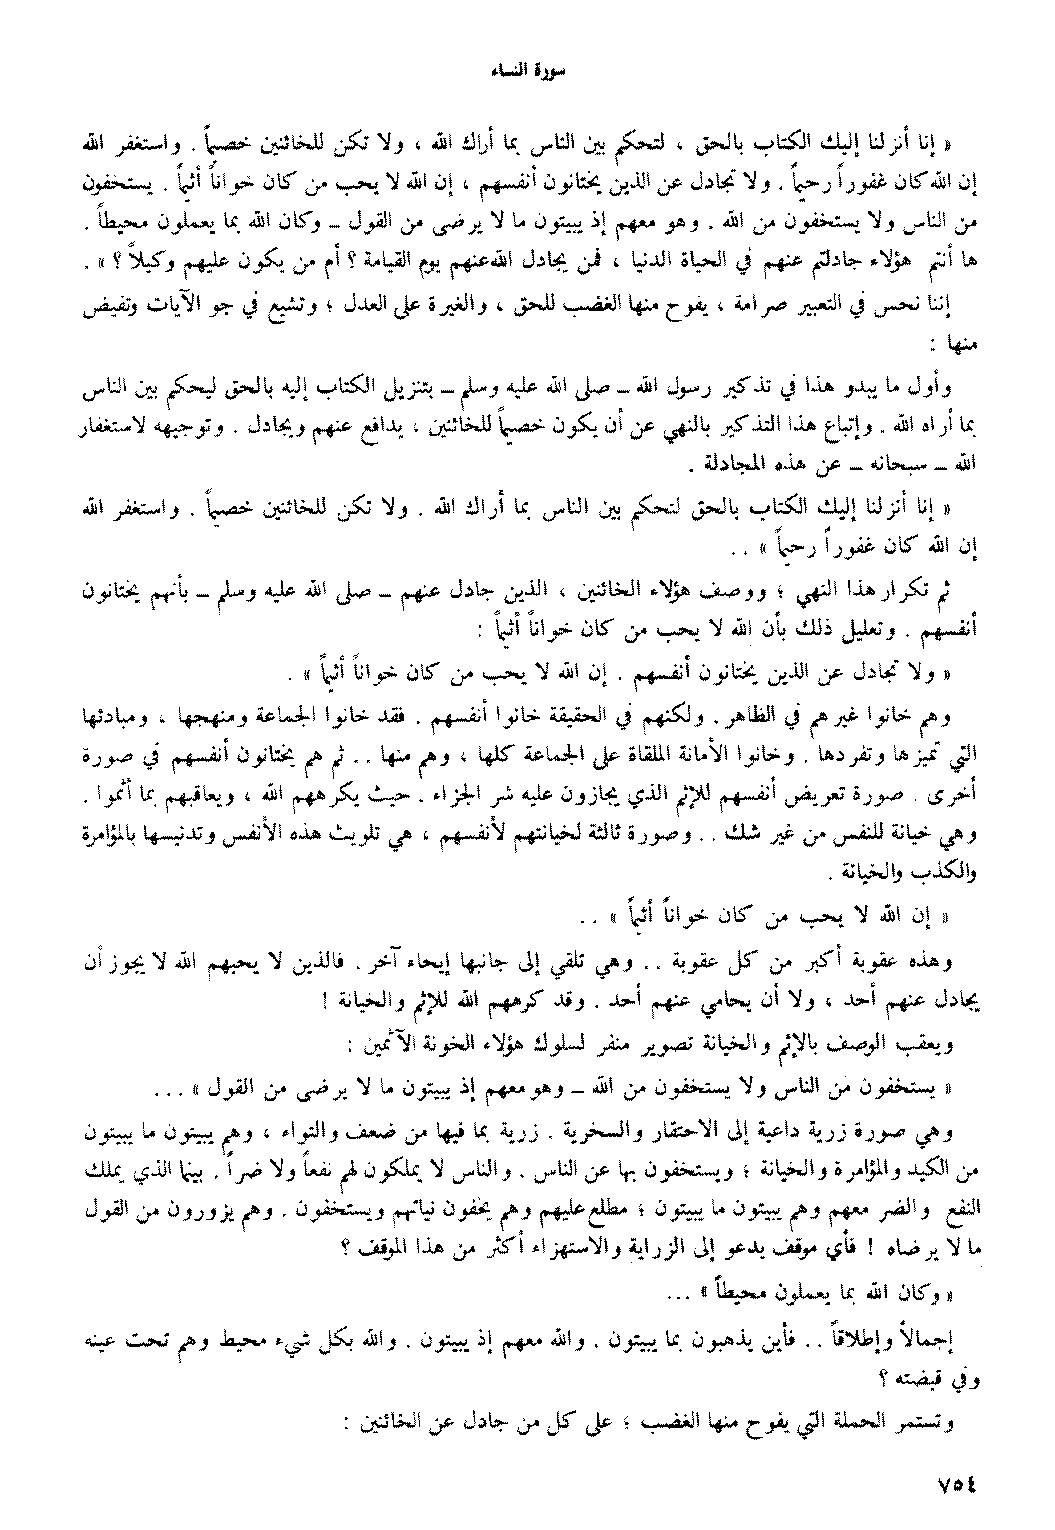 سورة النساء
« إنا أنزلنا إليك الكتاب بالحق ، لتحكم بين الناس بما أراك الله ، ولا تكن للخائنين خصيماً . واستغفر الله
إن الله كان غفوراً رحيماً . ولا تجادل عن الذين يختانون أنفسهم ، إن الله لا يحب من كان خواناً أثيماً . يستخفون
من الناس ولا يستخفون من الله . وهو معهم إذ يبيتون ما لا يرضى من القول – وكان الله بما يعملون محيطاً .
ها أنتم هؤلاء جادلتم عنهم في الحياة الدنيا ، فمن يجادل الله عنهم يوم القيامة ؟ أم من يكون عليهم وكيلاً ؟ » .
إننا نحس في التعبير صرامة ، يفوح منها الغضب للحق ، والغيرة على العدل ؛ وتشيع في جو الآيات وتفيض
منها :
وأول ما يبدو هذا في تذكير رسول الله – صلى الله عليه وسلم – بتنزيل الكتاب إليه بالحق ليحكم بين الناس
بما أراه الله . وإتباع هذا التذكير بالنهي عن أن يكون خصيماً للخائنين ، يدافع عنهم ويجادل . وتوجيهه لاستغفار
الله – سبحانه – عن هذه المجادلة .
« إنا أنزلنا إليك الكتاب بالحق لتحكم بين الناس بما أراك الله . ولا تكن للخائنين خصيماً . واستغفر الله
إن الله كان غفوراً رحيماً » . .
ثم تكرار هذا النهي ؛ ووصف هؤلاء الخائنين ، الذين جادل عنهم – صلى الله عليه وسلم – بأنهم يختانون
أنفسهم . وتعليل ذلك بأن الله لا يحب من كان خواناً أثيماً :
« ولا تجادل عن الذين يختانون أنفسهم . إن الله لا يحب من كان خواناً أثيماً » .
وهم خانوا غيرهم في الظاهر . ولكنهم في الحقيقة خانوا أنفسهم . فقد خانوا الجماعة ومنهجها ، ومبادئها
التي تميزها وتفردها . وخانوا الأمانة الملقاة على الجماعة كلها ، وهم منها . . ثم هم يختانون أنفسهم في صورة
أخرى . صورة تعريض أنفسهم للإثم الذي يجازون عليه شر الجزاء . حيث يكرههم الله ، ويعاقبهم بما أثموا .
وهي خيانة للنفس من غير شك . . وصورة ثالثة لخيانتهم لأنفسهم ، هي تلويث هذه الأنفس وتدنيسها بالمؤامرة
والكذب والخيانة .
« إن الله لا يحب من كان خواناً أثيماً » . .
وهذه عقوبة أكبر من كل عقوبة . . وهي تلقي إلى جانبها إيحاء آخر . فالذين لا يحبهم الله لا يجوز أن
يجادل عنهم أحد ، ولا أن يحامي عنهم أحد . وقد كرههم الله للإثم والخيانة !
ويعقب الوصف بالإثم والخيانة تصوير منفر لسلوك هؤلاء الخونة الآثمين :
« يستخفون من الناس ولا يستخفون من الله – وهو معهم إذ يبيتون ما لا يرضى من القول » . . .
وهي صورة زرية داعية إلى الاحتقار والسخرية . زرية بما فيها من ضعف والتواء ، وهم يبيتون ما يبيتون
من الكيد والمؤامرة والخيانة ؛ ويستخفون بها عن الناس . والناس لا يملكون لهم نفعاً ولا ضراً . بينما الذي يملك
النفع والضر معهم وهم يبيتون ما يبيتون ؛ مطلع عليهم وهم يخفون نياتهم ويستخفون . وهم يزورون من القول
ما لا يرضاه ! فأي موقف يدعو إلى الزراية والاستهزاء أكثر من هذا الموقف ؟
« وكان الله بما يعملون محيطاً » . . .
إجمالاً وإطلاقاً . . فأين يذهبون بما يبيتون . والله معهم إذ يبيتون . والله بكل شيء محيط وهم تحت عينه
وفي قبضته ؟
وتستمر الحملة التي يفوح منها الغضب ؛ على كل من جادل عن الخائنين :
٧٥٤